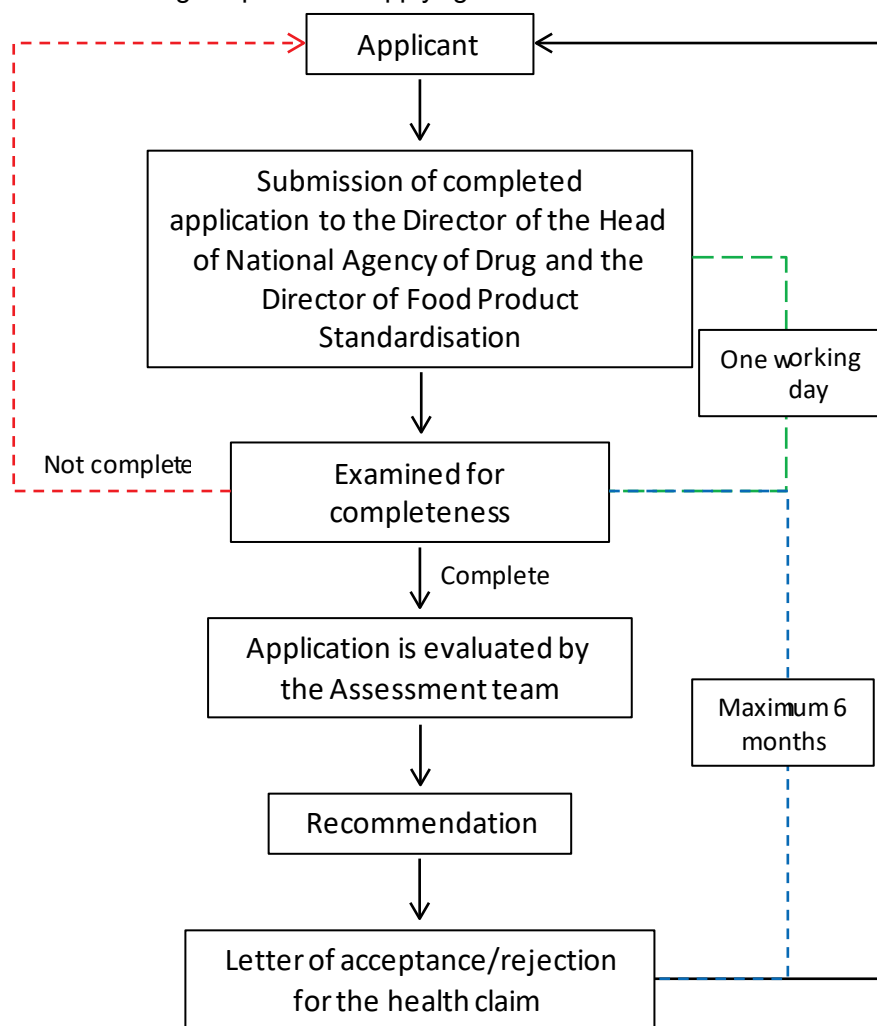 Applicant
Submission of completed
application to the Director of the Head
of National Agency of Drug and the
Director of Food Product
Standardisation
One working
day
Not complete
Examined for
completeness
Complete
Application is evaluated by
the Assessment team
Maximum 6
months
Recommendation
Letter of acceptance/rejection
for the health claim